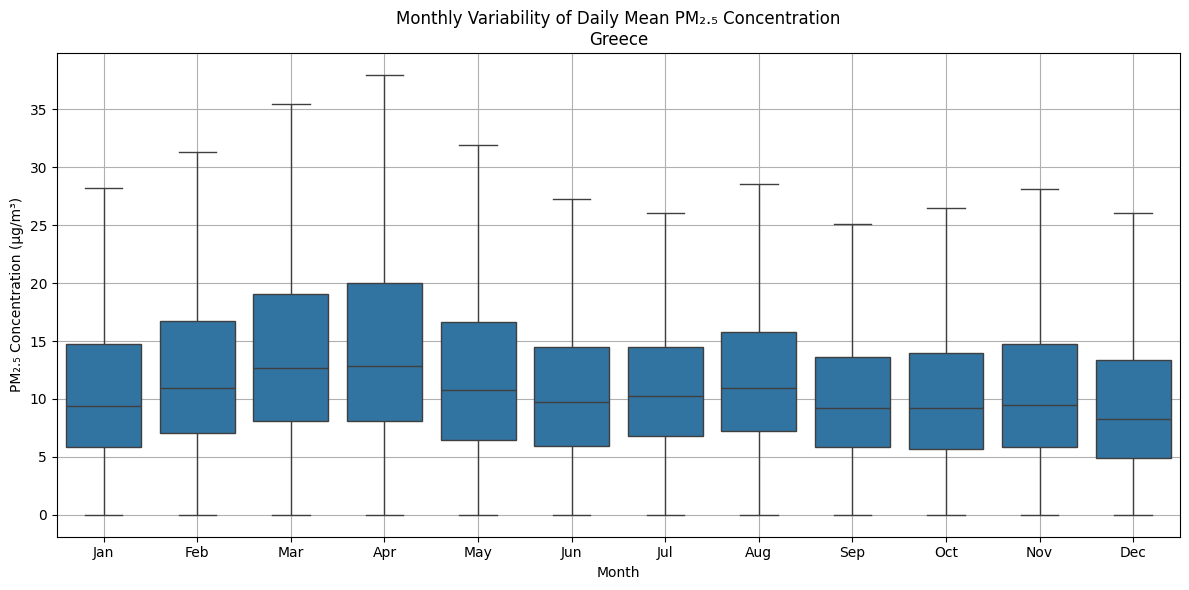 Monthly Variability of Daily Mean PM₂.₅ Concentration
Greece
PM₂.₅ Concentration (µg/m³)
35
30
25
20
15
10
5
0
Jan Feb Mar Apr May Jun Jul Aug Sep Oct Nov Dec
Month